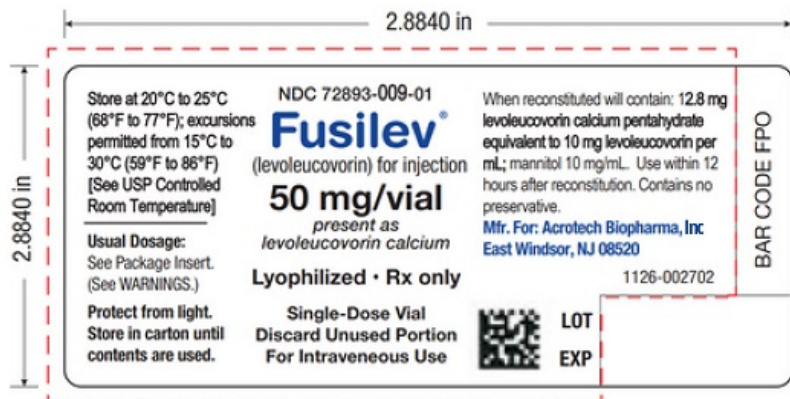 2.8840 in
2.8840 in
Store at 20°C to 25°C
(68°F to 77°F); excursions
permitted from 15°C to
30°C (59°F to 86°F)
[See USP Controlled
Room Temperature]
Usual Dosage:
See Package Insert.
(See WARNINGS.)
Protect from light.
Store in carton until
contents are used.
NDC 72893-009-01
Fusilev®
(levoleucovorin) for injection
50 mg/vial
present as
levoleucovorin calcium
Lyophilized • Rx only
Single-Dose Vial
Discard Unused Portion
For Intraveneous Use
When reconstituted will contain: 12.8 mg
levoleucovorin calcium pentahydrate
equivalent to 10 mg levoleucovorin per
mL; mannitol 10 mg/mL. Use within 12
hours after reconstitution. Contains no
preservative.
Mfr. For: Acrotech Biopharma, Inc
East Windsor, NJ 08520
1126-002702
LOT
EXP
BAR CODE FPO